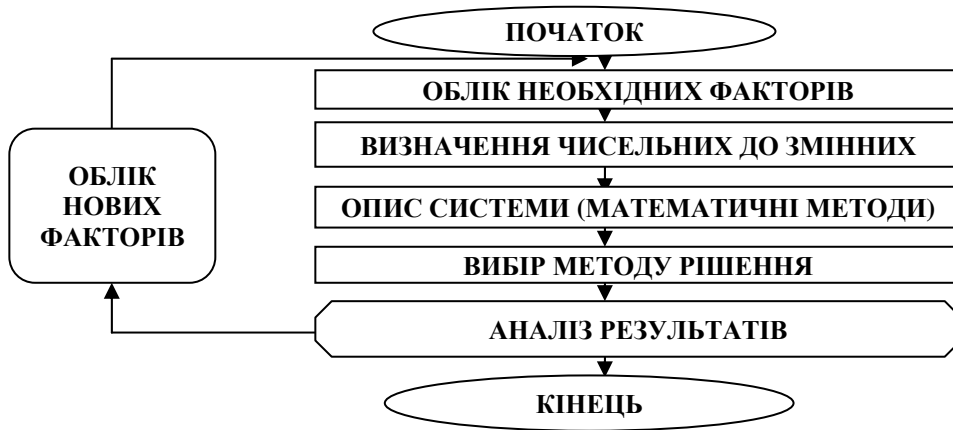 ПОЧАТОК
ОБЛІК НЕОБХІДНИХ ФАКТОРІВ
ВИЗНАЧЕННЯ ЧИСЕЛЬНИХ ДО ЗМІННИХ
ОПИС СИСТЕМИ (МАТЕМАТИЧНІ МЕТОДИ)
ВИБІР МЕТОДУ РІШЕННЯ
АНАЛІЗ РЕЗУЛЬТАТІВ
КІНЕЦЬ
ОБЛІК
НОВИХ
ФАКТОРІВ